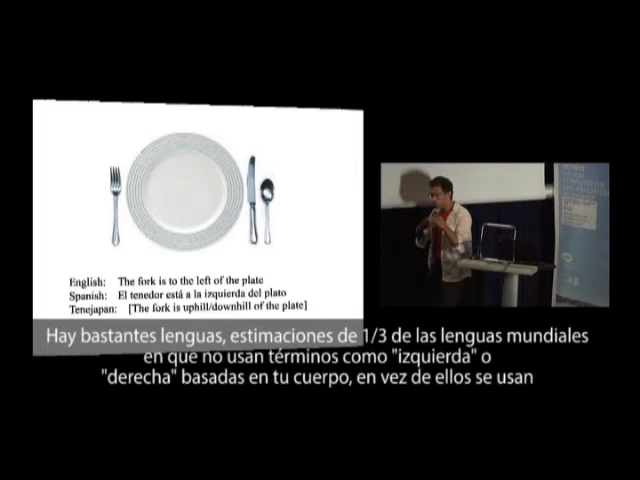 English: The fork is to the left of the plate
Spanish: El tenedor está a la izquierda del plato
Tenejapan: [The fork is uphill/downhill of the plate]
Hay bastantes lenguas, estimaciones de 1/3 de las lenguas mundiales
en que no usan términos como "izquierda" o
"derecha" basadas en tu cuerpo, en vez de ellos se usan